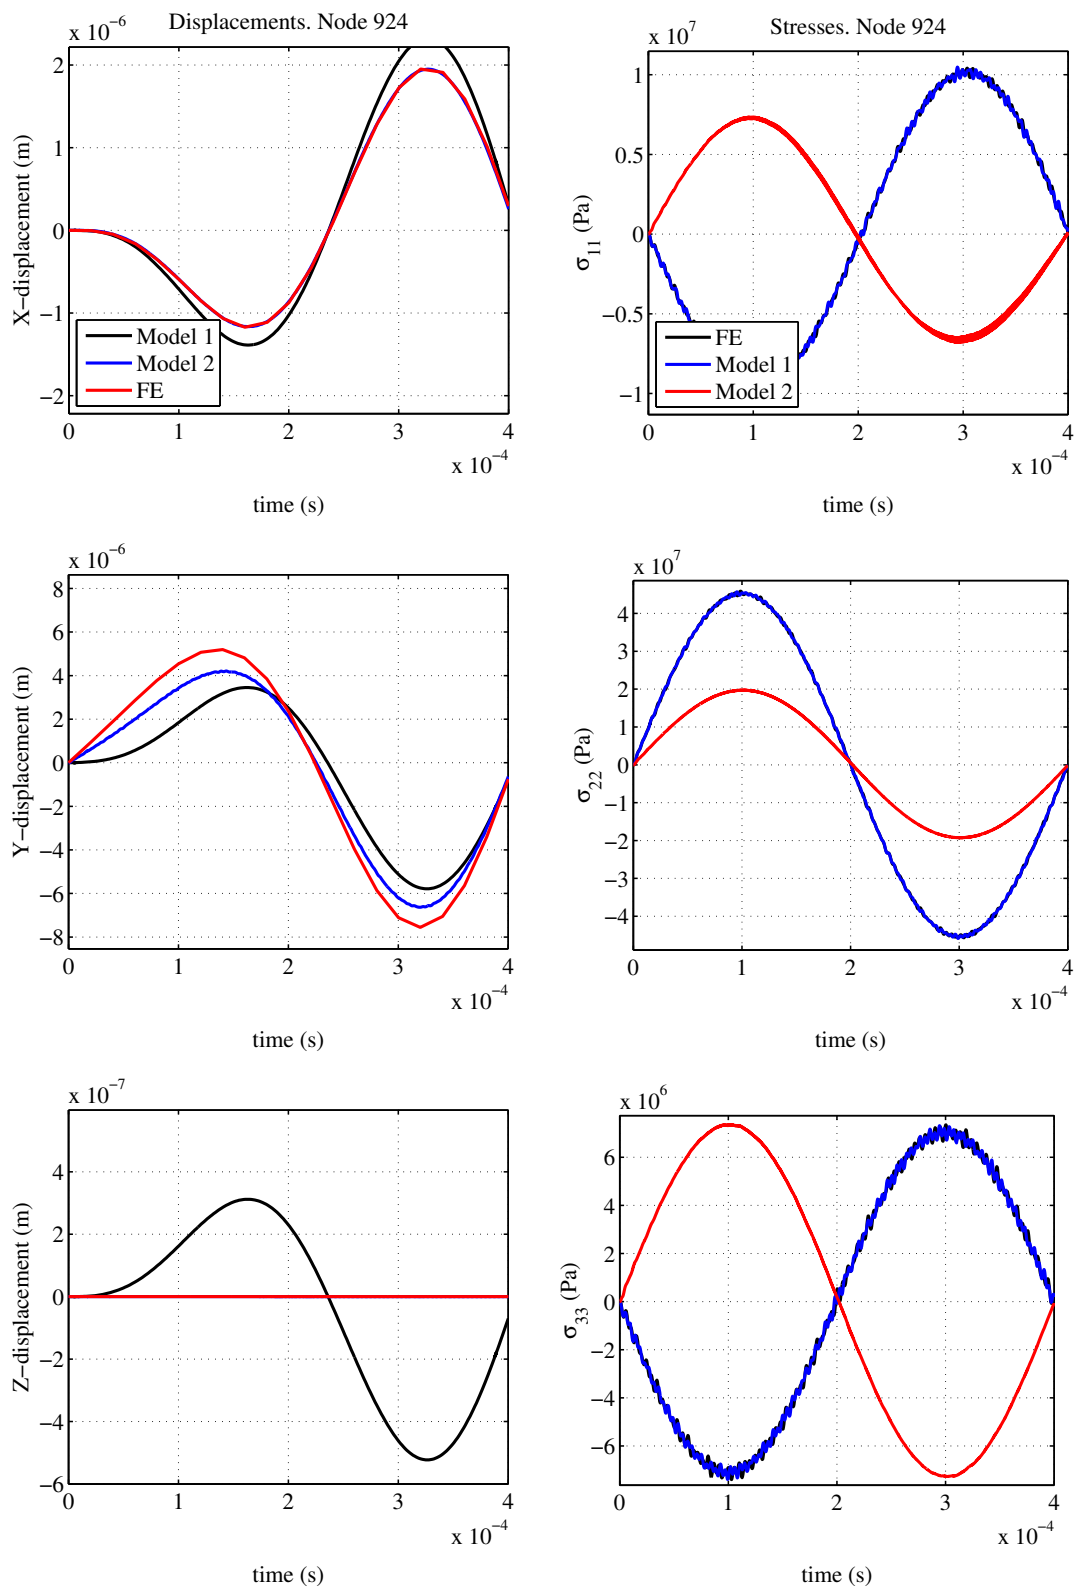 Displacements. Node 924
x 10−6
X−displacement (m)
2
1
0
−1
−2
Model 1
Model 2
FE
0 1 2 3 4
x 10−4
time (s)
Stresses. Node 924
x 107
σ11 (Pa)
1
0.5
0
−0.5
−1
FE
Model 1
Model 2
0 1 2 3 4
x 10−4
time (s)
x 10−6
Y−displacement (m)
8
6
4
2
0
−2
−4
−6
−8
0 1 2 3 4
x 10−4
time (s)
x 107
σ22 (Pa)
4
3
2
1
0
−1
−2
−3
−4
0 1 2 3 4
x 10−4
time (s)
x 10−7
Z−displacement (m)
4
2
0
−2
−4
−6
0 1 2 3 4
x 10−4
time (s)
x 106
σ33 (Pa)
6
4
2
0
−2
−4
−6
0 1 2 3 4
x 10−4
time (s)